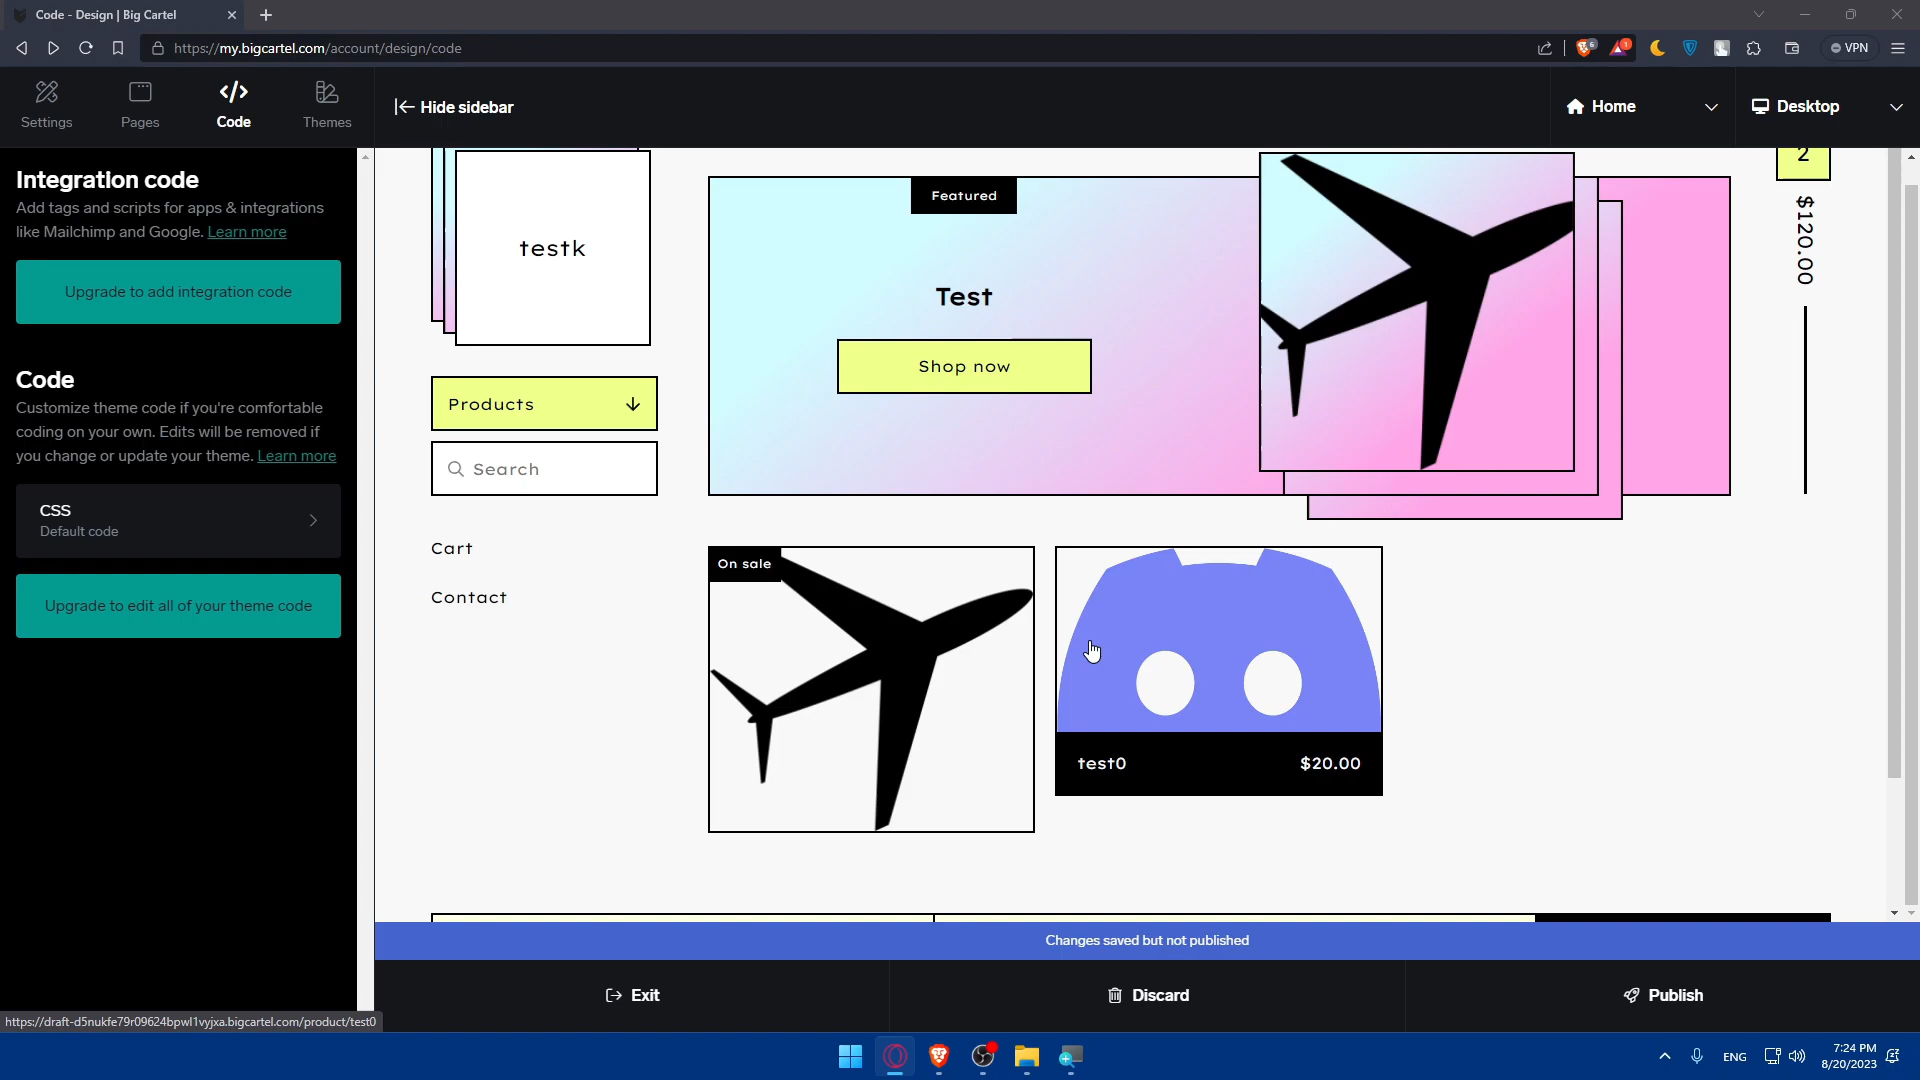 Code - Design | Big Cartel
https://my.bigcartel.com/account/design/code
6
1
VPN
Settings
Pages
Code
Themes
Hide sidebar
Home
Desktop
Integration code
Add tags and scripts for apps & integrations
like Mailchimp and Google. Learn more
Upgrade to add integration code
Code
Customize theme code if you're comfortable
coding on your own. Edits will be removed if
you change or update your theme. Learn more
CSS
Default code
Upgrade to edit all of your theme code
testk
Products
Search
Cart
Contact
Featured
Test
Shop now
2
$120.00
On sale
test0
$20.00
Changes saved but not published
Exit
Discard
Publish
https://draft-d5nukfe79r09624bpwl1vyjxa.bigcartel.com/product/test0
ENG
7:24 PM
8/20/2023